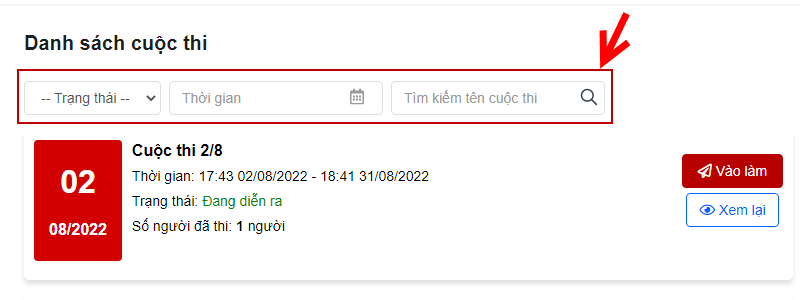 Danh sách cuộc thi
-- Trạng thái --
Thời gian
Tìm kiếm tên cuộc thi
02
08/2022
Cuộc thi 2/8
Thời gian: 17:43 02/08/2022 - 18:41 31/08/2022
Trạng thái: Đang diễn ra
Số người đã thi: 1 người
Vào làm
Xem lại